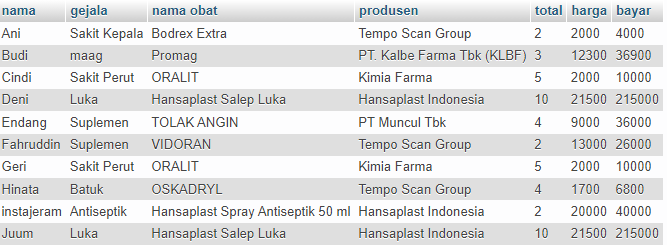 nama gejala nama obat produsen total harga bayar
Ani Sakit Kepala Bodrex Extra Tempo Scan Group 2 2000 4000
Budi maag Promag PT. Kalbe Farma Tbk (KLBF) 3 12300 36900
Cindi Sakit Perut ORALIT Kimia Farma 5 2000 10000
Deni Luka Hansaplast Salep Luka Hansaplast Indonesia 10 21500 215000
Endang Suplemen TOLAK ANGIN PT Muncul Tbk 4 9000 36000
Fahruddin Suplemen VIDORAN Tempo Scan Group 2 13000 26000
Geri Sakit Perut ORALIT Kimia Farma 5 2000 10000
Hinata Batuk OSKADRYL Tempo Scan Group 4 1700 6800
instajeram Antiseptik Hansaplast Spray Antiseptik 50 ml Hansaplast Indonesia 2 20000 40000
Juum Luka Hansaplast Salep Luka Hansaplast Indonesia 10 21500 215000